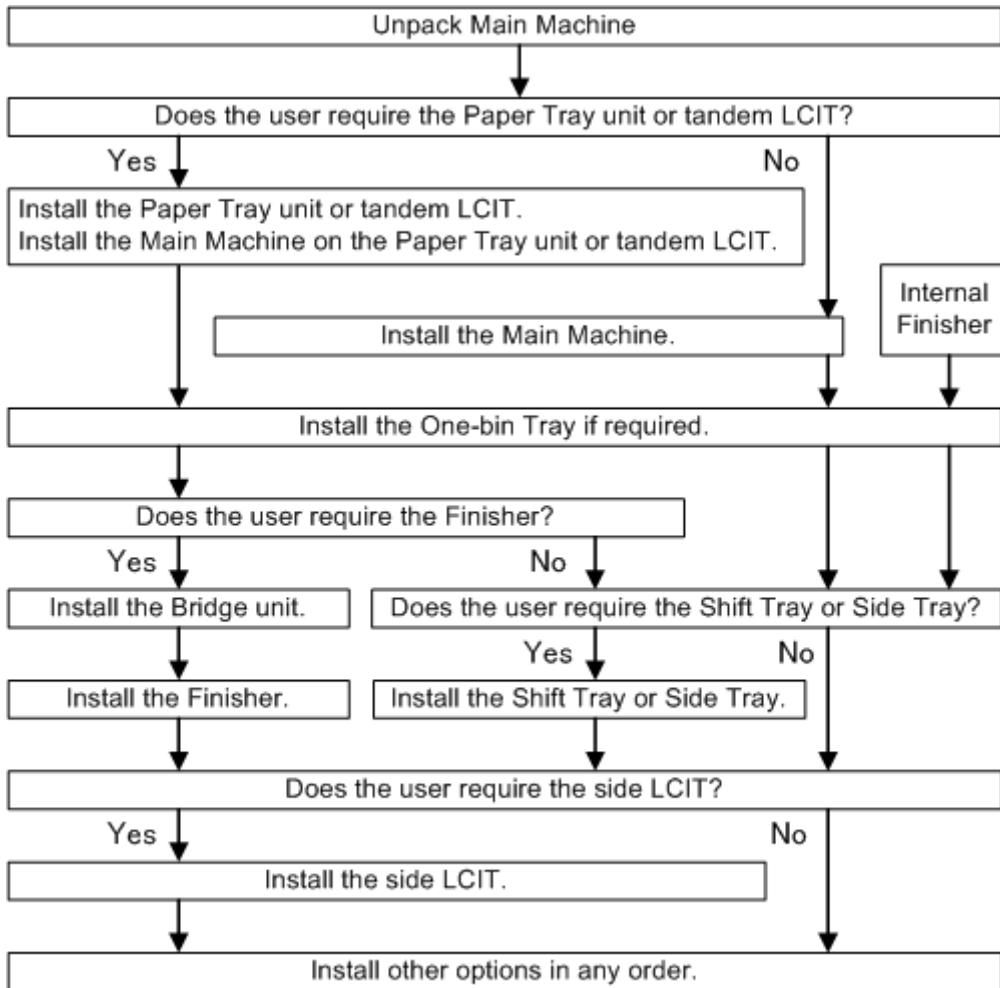 Unpack Main Machine
Does the user require the Paper Tray unit or tandem LCIT?
Yes
No
Install the Paper Tray unit or tandem LCIT.
Install the Main Machine on the Paper Tray unit or tandem LCIT.
Internal
Finisher
Install the Main Machine.
Install the One-bin Tray if required.
Does the user require the Finisher?
Yes
No
Install the Bridge unit.
Does the user require the Shift Tray or Side Tray?
Yes
No
Install the Finisher.
Install the Shift Tray or Side Tray.
Does the user require the side LCIT?
Yes
No
Install the side LCIT.
Install other options in any order.